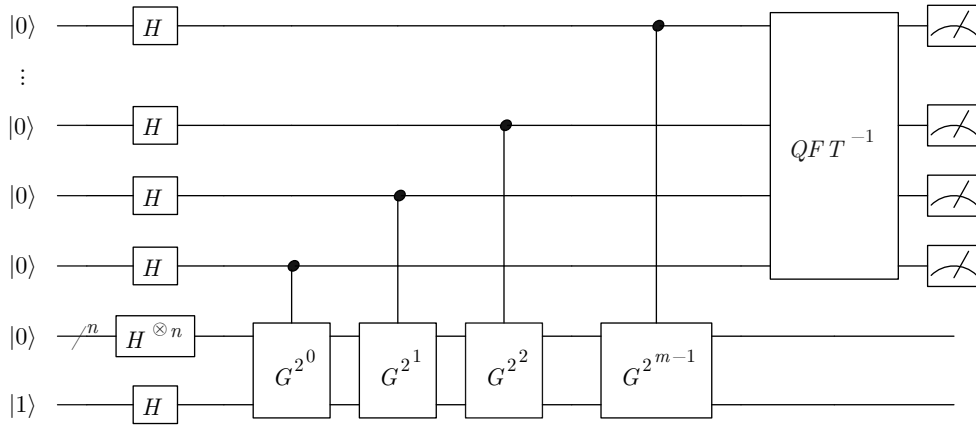 |0⟩ H
⋮
|0⟩ H
|0⟩ H QFT⁻¹
|0⟩ H
|0⟩ n H^{⊗n} G^{2^0} G^{2^1} G^{2^2} G^{2^{m−1}}
|1⟩ H